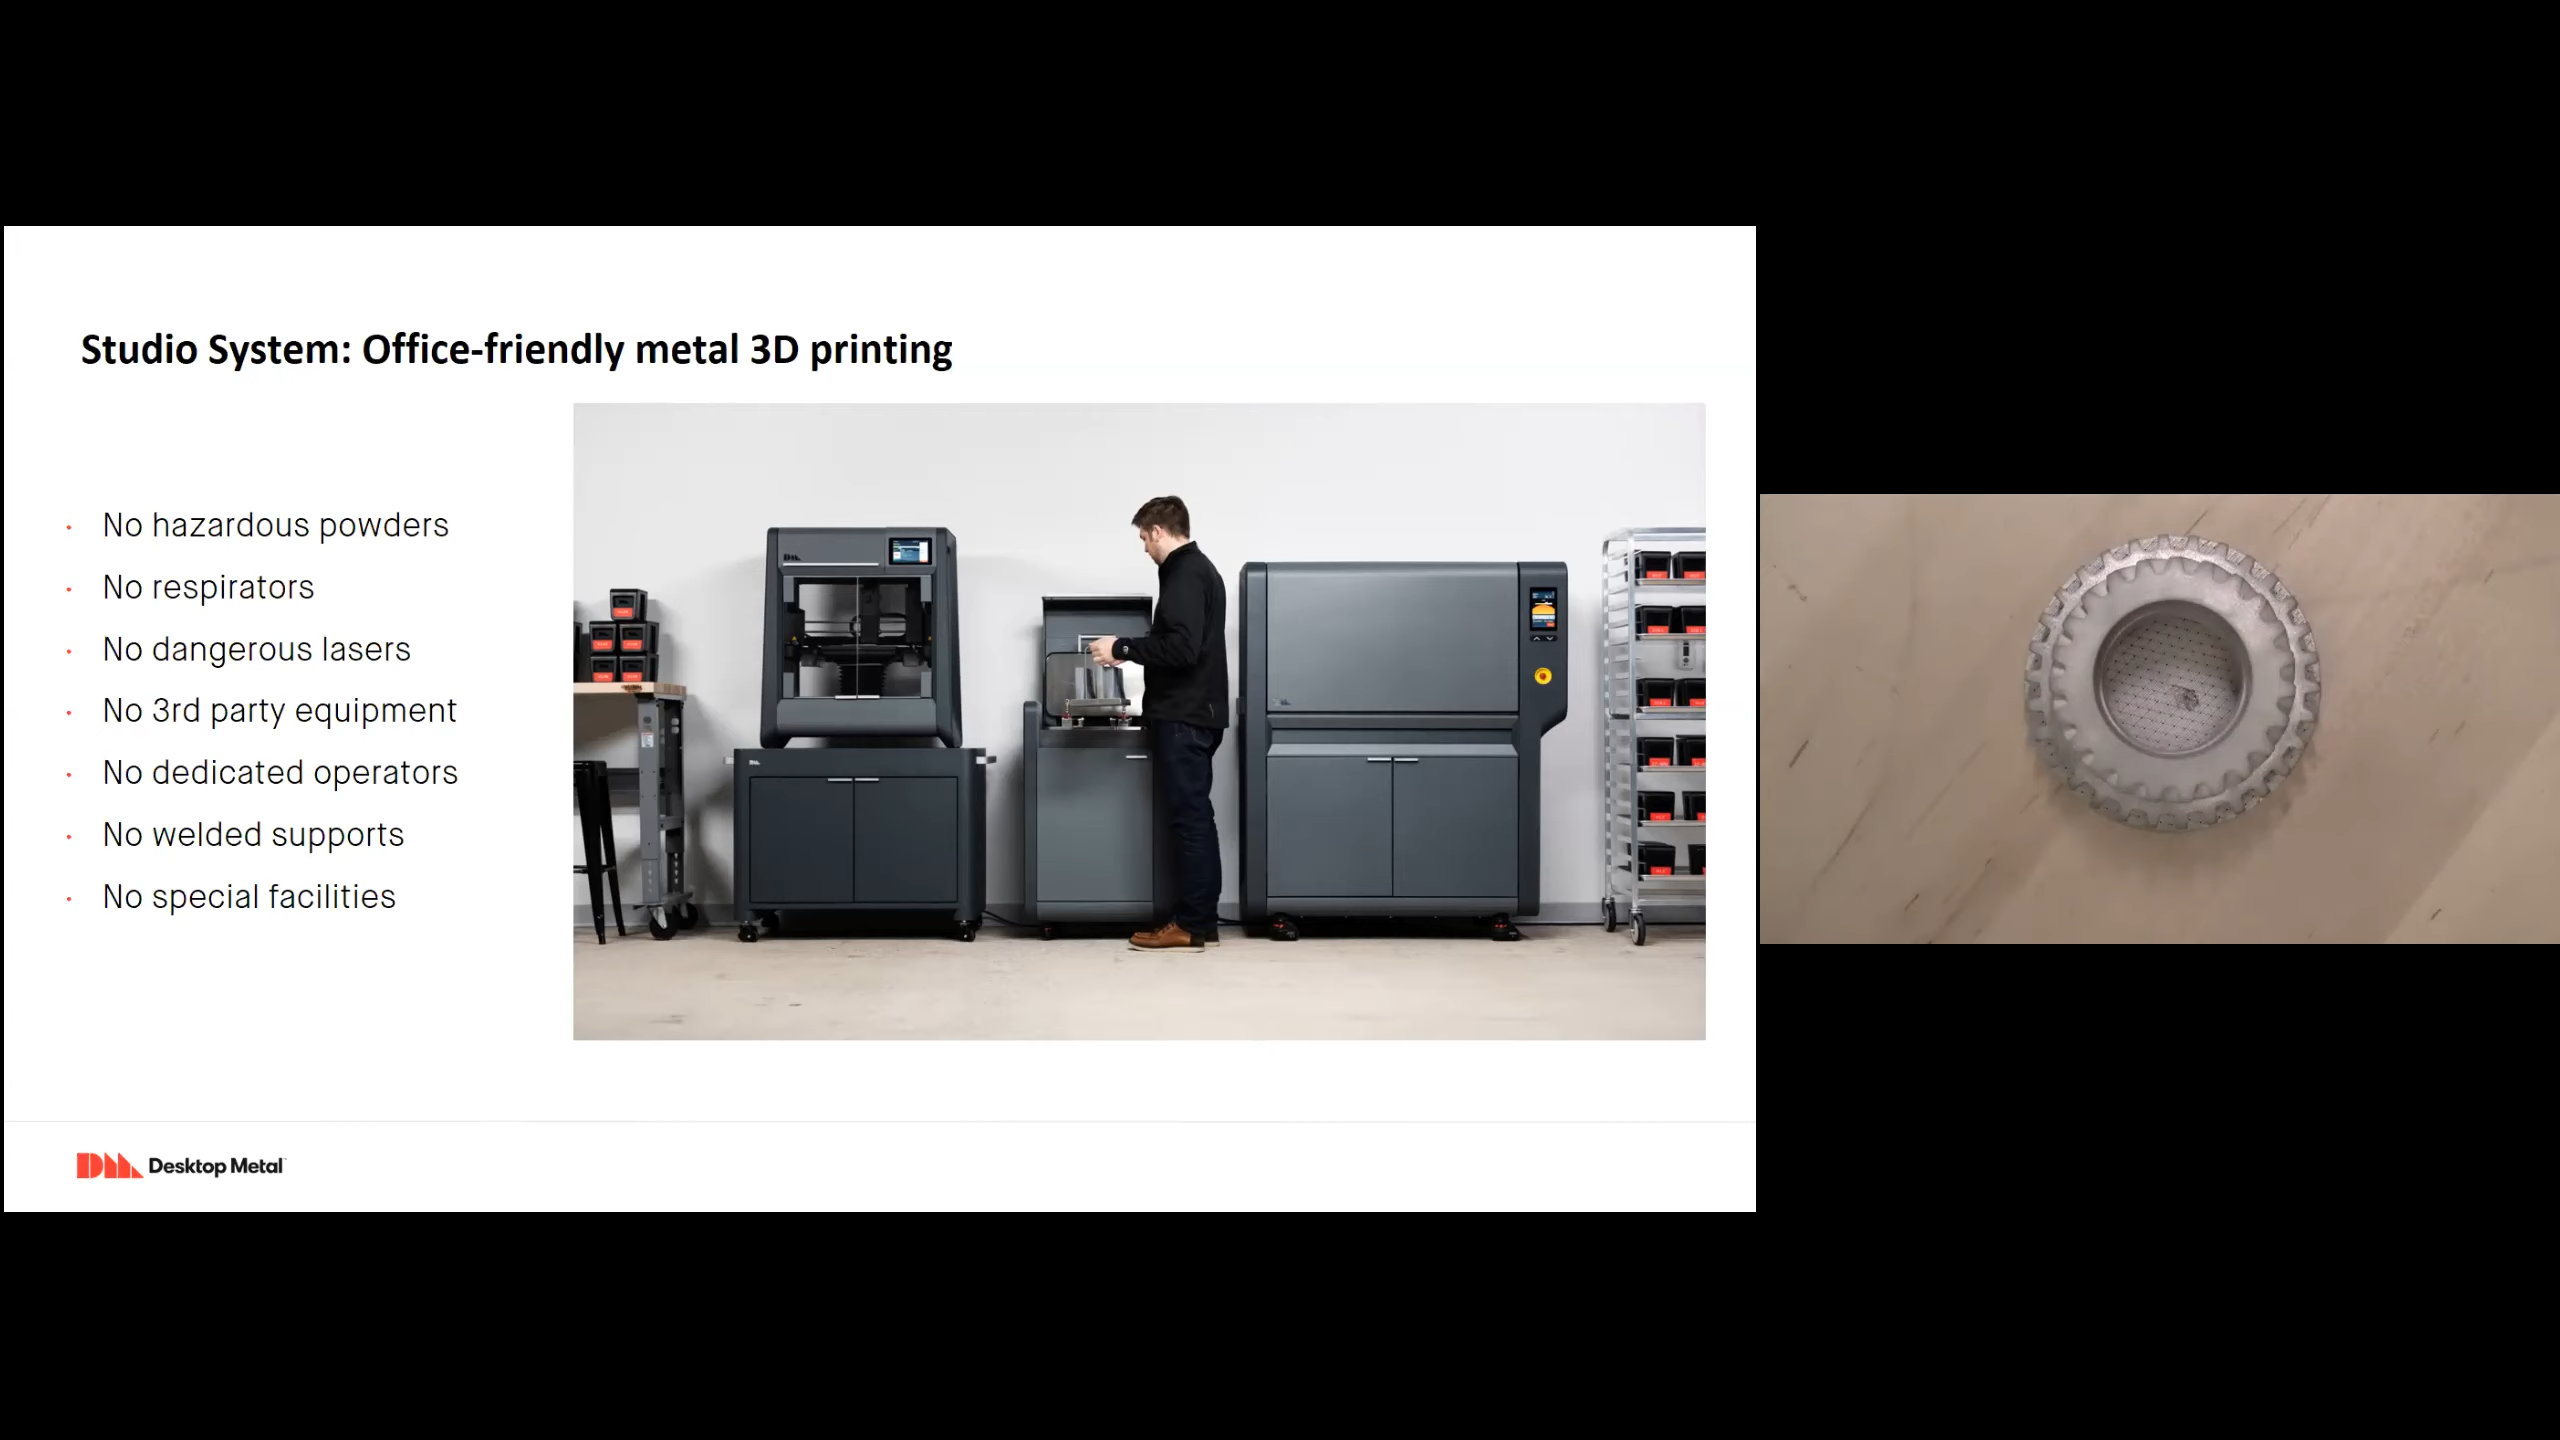 Studio System: Office-friendly metal 3D printing
· No hazardous powders
· No respirators
· No dangerous lasers
· No 3rd party equipment
· No dedicated operators
· No welded supports
· No special facilities
DM Desktop Metal